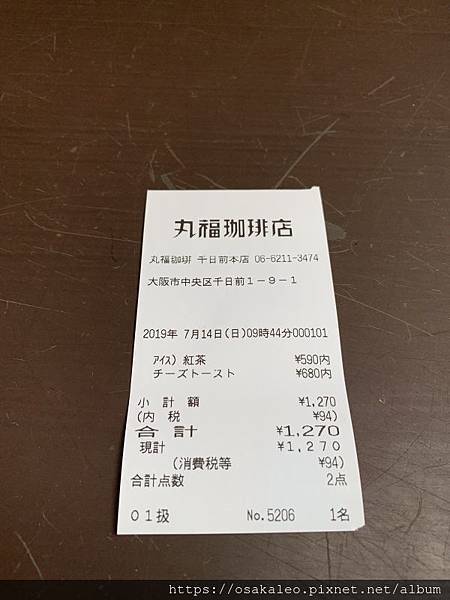 丸福珈琲店
丸福珈琲 千日前本店 06-6211-3474
大阪市中央区千日前1-9-1
2019年 7月14日(日)09時44分000101
ｱｲｽ) 紅茶 ¥590内
チーズトースト ¥680内
小 計 額 ¥1,270
(内 税 ¥94)
合 計 ¥1,270
現計 ¥1,270
(消費税等 ¥94)
合計点数 2点
01扱 No.5206 1名
https://osakaleo.pixnet.net/album